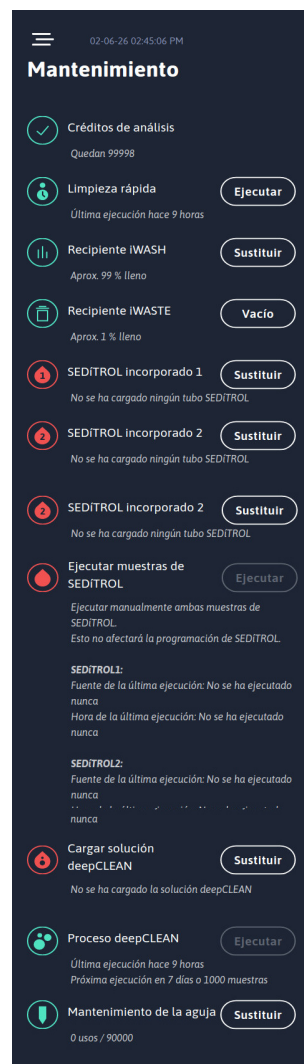 02-06-26 02:45:06 PM
Mantenimiento
Créditos de análisis
Quedan 99998
Limpieza rápida
Ejecutar
Última ejecución hace 9 horas
Recipiente iWASH
Sustituir
Aprox. 99 % lleno
Recipiente iWASTE
Vacío
Aprox. 1 % lleno
1
SEDiTROL incorporado 1
Sustituir
No se ha cargado ningún tubo SEDiTROL
2
SEDiTROL incorporado 2
Sustituir
No se ha cargado ningún tubo SEDiTROL
2
SEDiTROL incorporado 2
Sustituir
No se ha cargado ningún tubo SEDiTROL
Ejecutar muestras de
SEDiTROL
Ejecutar
Ejecutar manualmente ambas muestras de
SEDiTROL.
Esto no afectará la programación de SEDiTROL.
SEDiTROL1:
Fuente de la última ejecución: No se ha ejecutado
nunca
Hora de la última ejecución: No se ha ejecutado
nunca
SEDiTROL2:
Fuente de la última ejecución: No se ha ejecutado
nunca
nunca
Cargar solución
deepCLEAN
Sustituir
No se ha cargado la solución deepCLEAN
Proceso deepCLEAN
Ejecutar
Última ejecución hace 9 horas
Próxima ejecución en 7 días o 1000 muestras
Mantenimiento de la aguja
Sustituir
0 usos / 90000